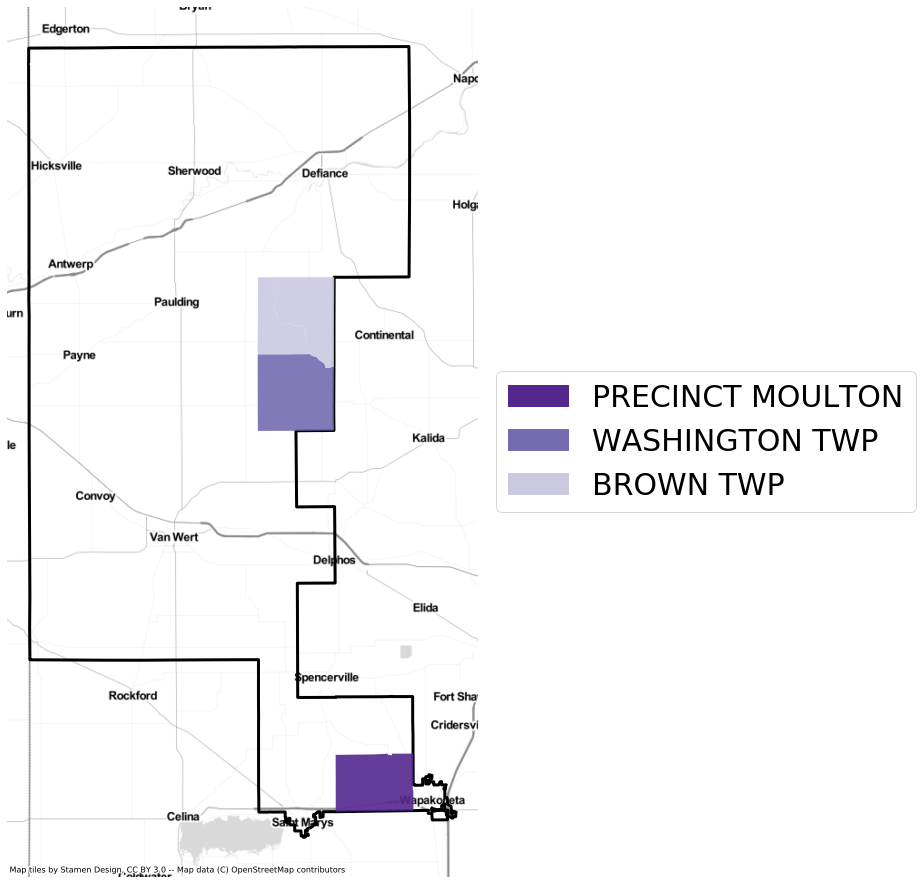 Bryan
Edgerton
Napo
Hicksville
Sherwood
Defiance
Holga
Antwerp
Paulding
urn
Continental
Payne
PRECINCT MOULTON
WASHINGTON TWP
BROWN TWP
Kalida
le
Convoy
Van Wert
Delphos
Elida
Spencerville
Rockford
Fort Sha
Cridersvi
Wapakoneta
Celina
Saint Marys
Map tiles by Stamen Design, CC BY 3.0 -- Map data (C) OpenStreetMap contributors
Coldwater